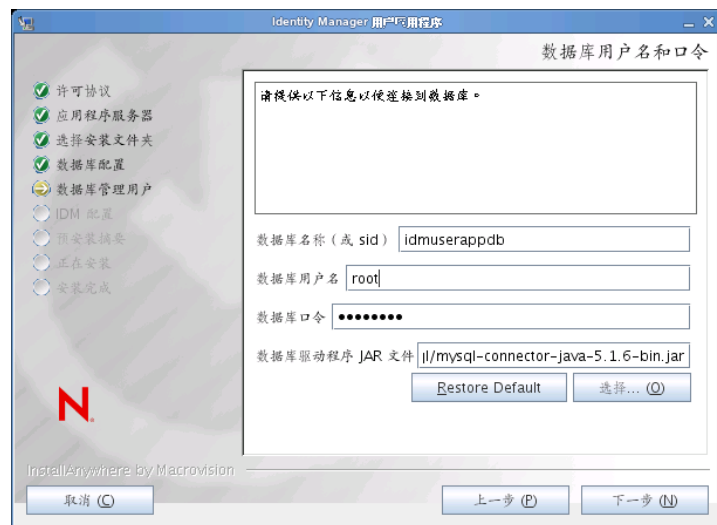 Identity Manager 用户应用程序
数据库用户名和口令
许可协议
应用程序服务器
选择安装文件夹
数据库配置
数据库管理用户
IDM 配置
预安装摘要
正在安装
安装完成
请提供以下信息以便连接到数据库。
数据库名称（或 sid） idmuserappdb
数据库用户名 root
数据库口令 ••••••••
数据库驱动程序 JAR 文件 ql/mysql-connector-java-5.1.6-bin.jar
Restore Default 选择... (O)
N.
InstallAnywhere by Macrovision
取消 (C) 上一步 (P) 下一步 (N)